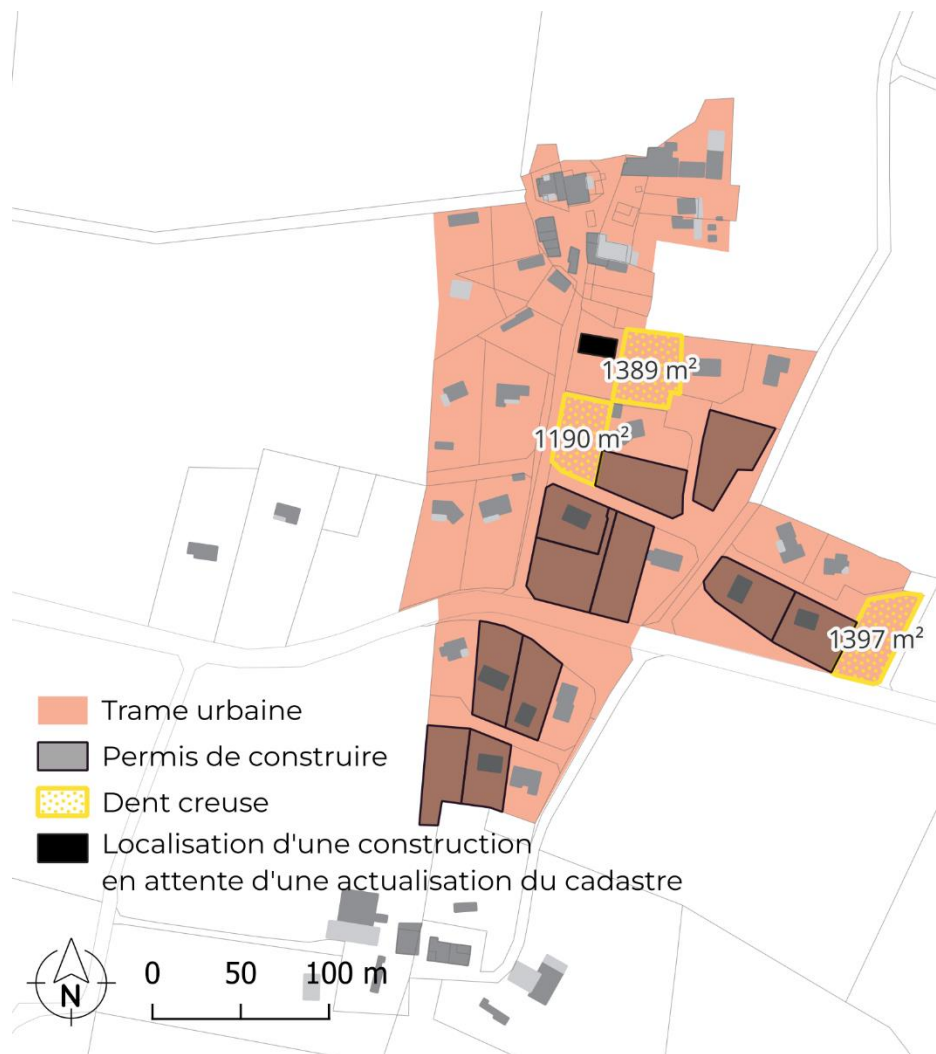 1389 m²
1190 m²
1397 m²
Trame urbaine
Permis de construire
Dent creuse
Localisation d'une construction
en attente d'une actualisation du cadastre
N
0 50 100 m